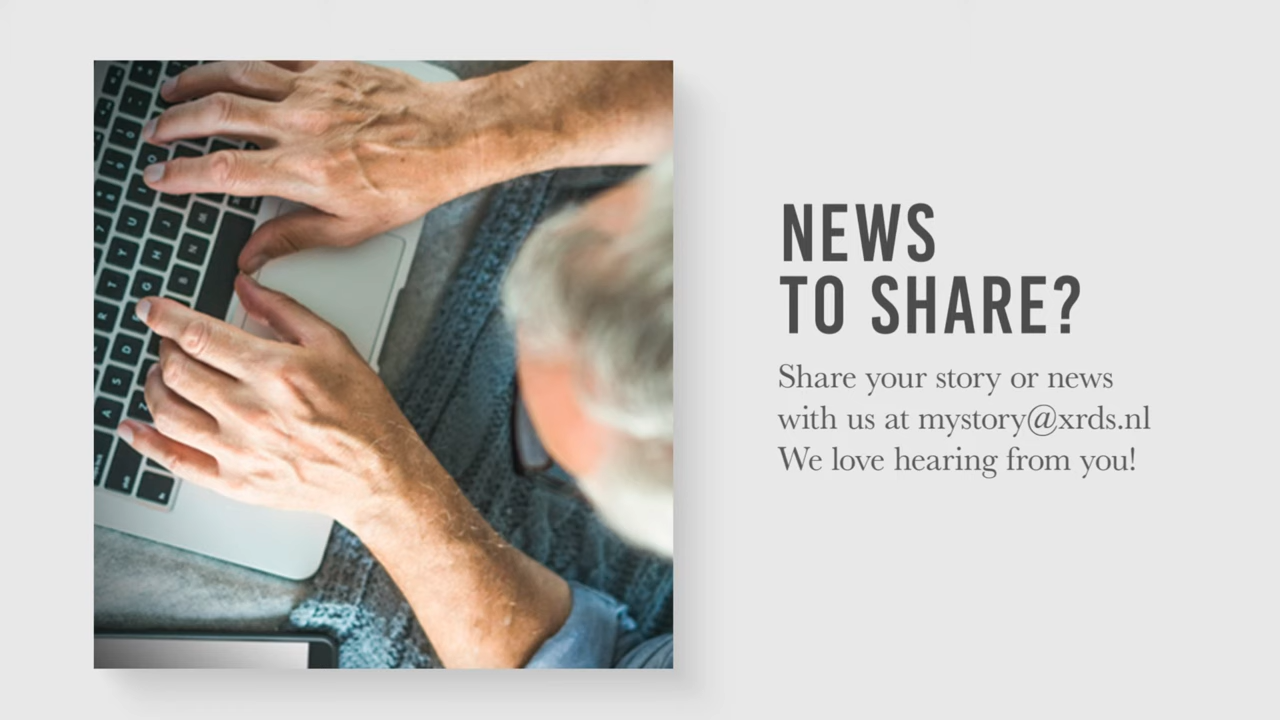 NEWS
TO SHARE?
Share your story or news
with us at mystory@xrds.nl
We love hearing from you!